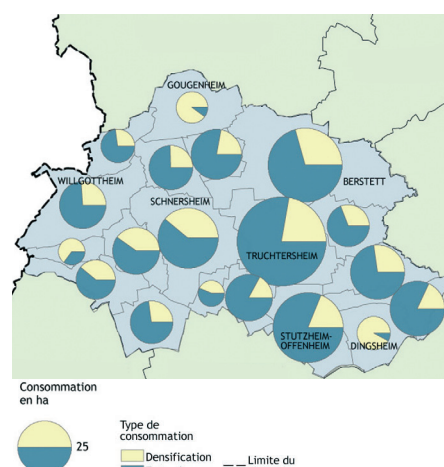 GOUGENHEIM
WILLGOTTHEIM
BERSTETT
SCHNERSHEIM
TRUCHTERSHEIM
STUTZHEIM-
OFFENHEIM
DINGSHEIM
Consommation
en ha
25
Type de
consommation
Densification
Limite du